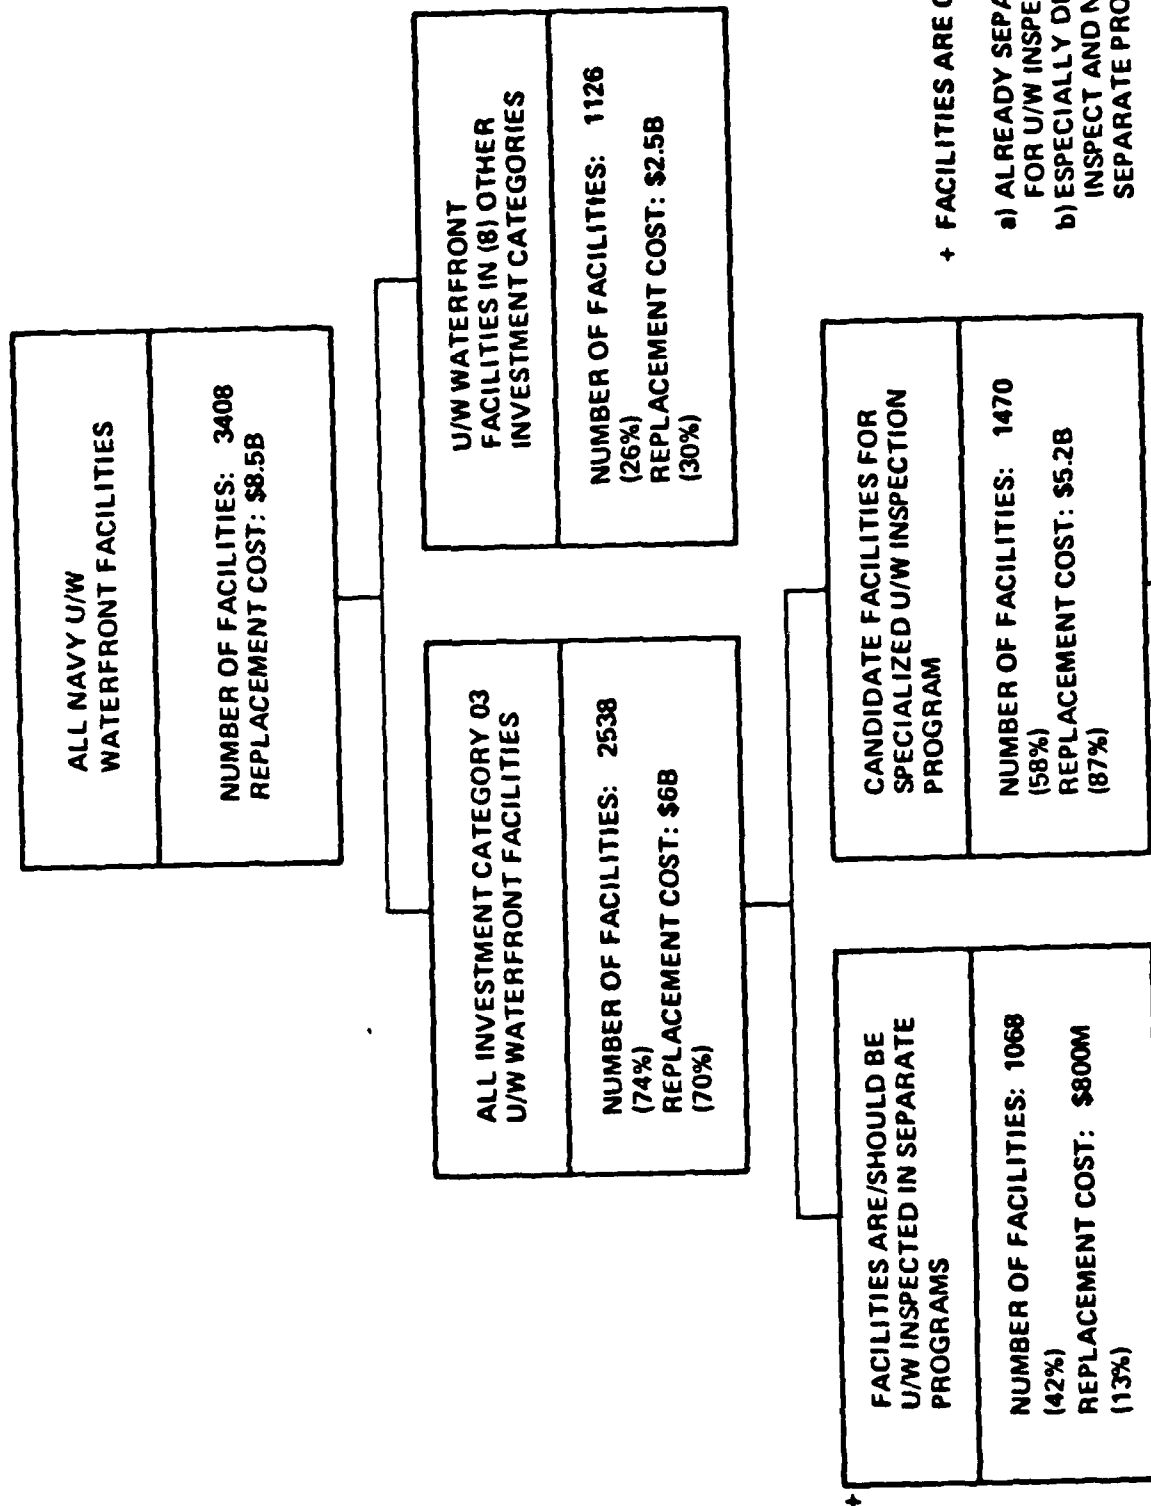 ALL NAVY U/W
WATERFRONT FACILITIES
NUMBER OF FACILITIES: 3408
REPLACEMENT COST: $8.5B
ALL INVESTMENT CATEGORY 03
U/W WATERFRONT FACILITIES
NUMBER OF FACILITIES: 2538
(74%)
REPLACEMENT COST: $6B
(70%)
U/W WATERFRONT
FACILITIES IN (8) OTHER
INVESTMENT CATEGORIES
NUMBER OF FACILITIES: 1126
(26%)
REPLACEMENT COST: $2.5B
(30%)
+
FACILITIES ARE/SHOULD BE
U/W INSPECTED IN SEPARATE
PROGRAMS
NUMBER OF FACILITIES: 1068
(42%)
REPLACEMENT COST: $800M
(13%)
CANDIDATE FACILITIES FOR
SPECIALIZED U/W INSPECTION
PROGRAM
NUMBER OF FACILITIES: 1470
(58%)
REPLACEMENT COST: $5.2B
(87%)
+ FACILITIES ARE
a) ALREADY
FOR U/W
b) ESPECIALLY
INSPECT AND
SEPARATE